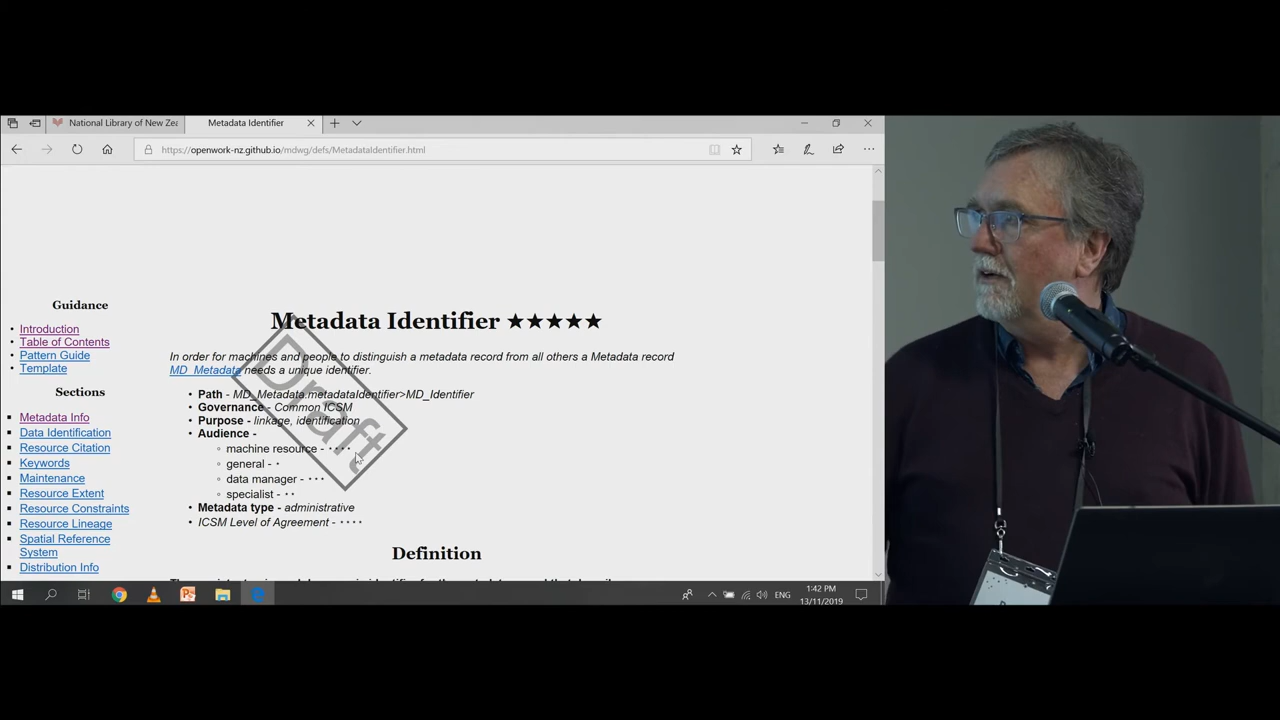 National Library of New Zea
Metadata Identifier
https://openwork-nz.github.io/mdwg/defs/MetadataIdentifier.html
Guidance
• Introduction
• Table of Contents
• Pattern Guide
• Template
Sections
Metadata Info
Data Identification
Resource Citation
Keywords
Maintenance
Resource Extent
Resource Constraints
Resource Lineage
Spatial Reference
System
Distribution Info
Metadata Identifier ★★★★★
In order for machines and people to distinguish a metadata record from all others a Metadata record
MD_Metadata needs a unique identifier.
• Path - MD_Metadata.metadataIdentifier>MD_Identifier
• Governance - Common ICSM
• Purpose - linkage, identification
• Audience -
machine resource - ····
general - ·
data manager - ···
specialist - ··
• Metadata type - administrative
• ICSM Level of Agreement - ····
Draft
Definition
ENG
1:42 PM
13/11/2019